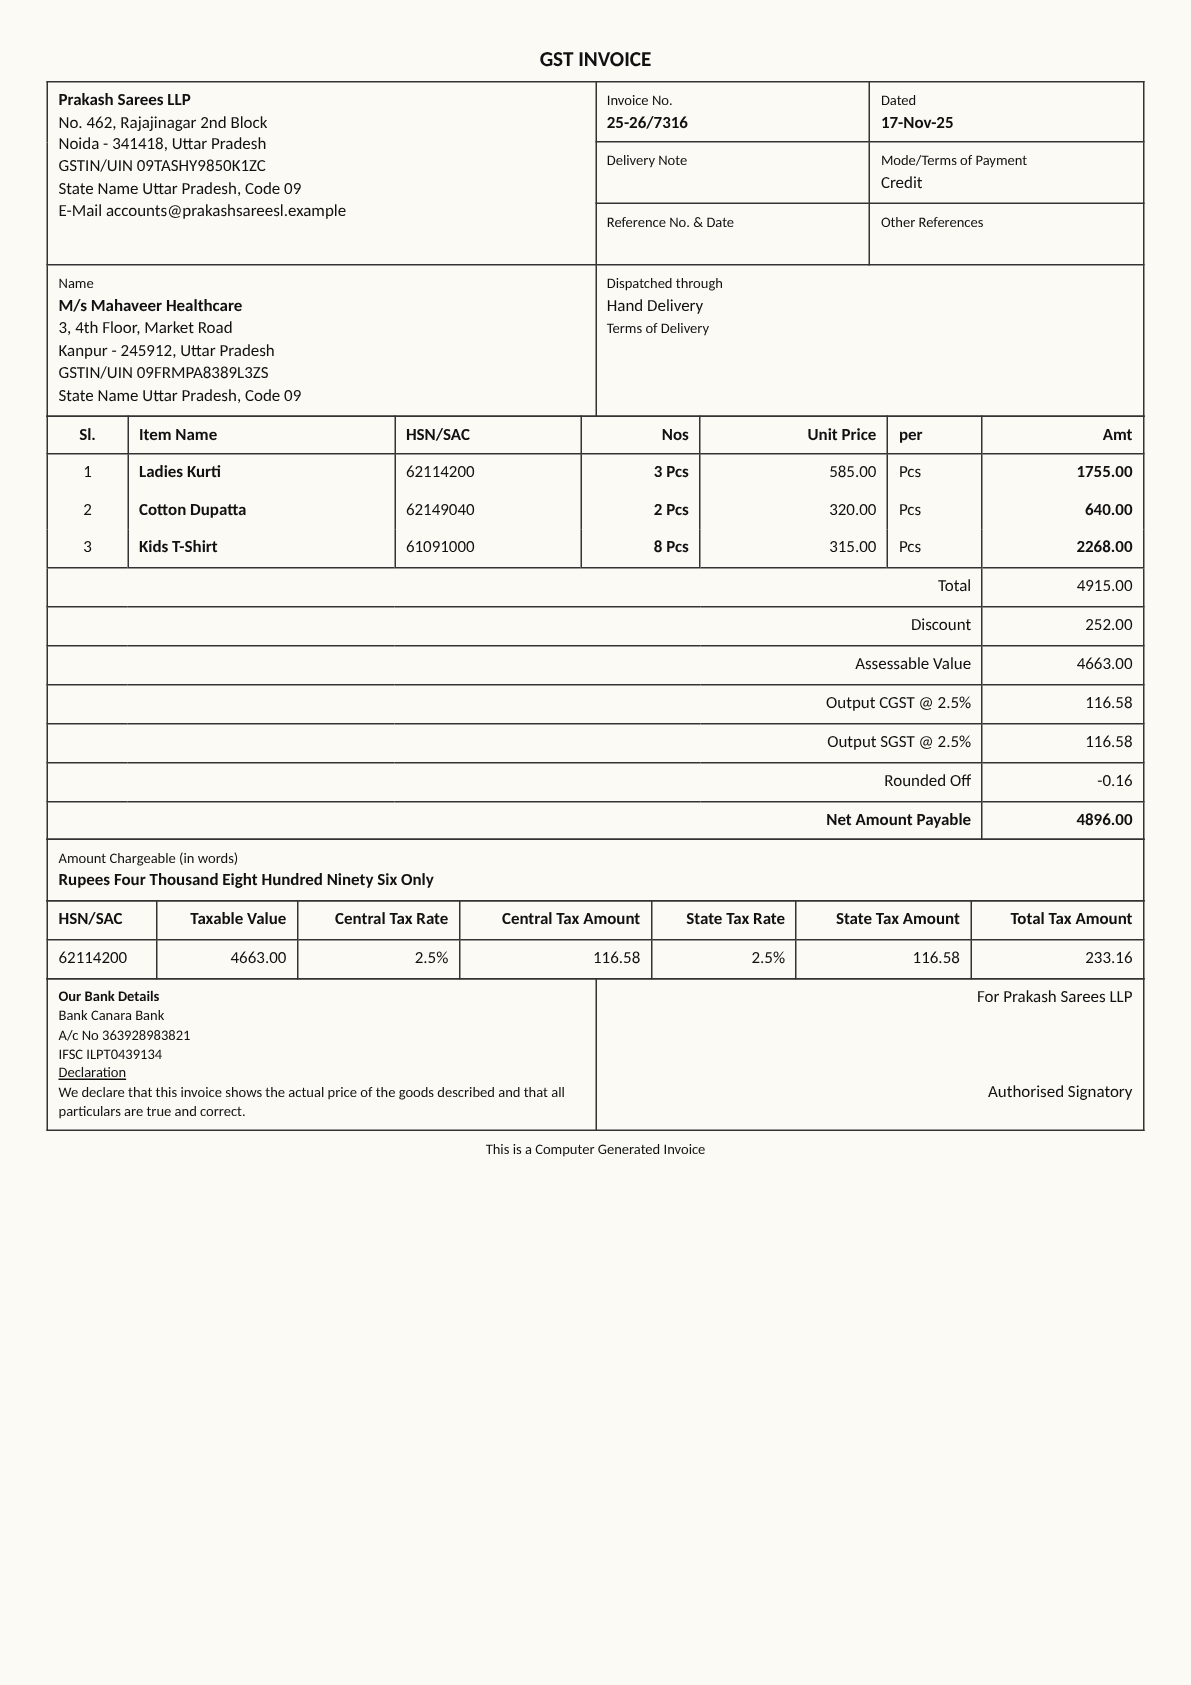 GST INVOICE
Prakash Sarees LLP
No. 462, Rajajinagar 2nd Block
Noida - 341418, Uttar Pradesh
GSTIN/UIN 09TASHY9850K1ZC
State Name Uttar Pradesh, Code 09
E-Mail accounts@prakashsareesl.example
Invoice No.
25-26/7316
Dated
17-Nov-25
Delivery Note
Mode/Terms of Payment
Credit
Reference No. & Date
Other References
Name
M/s Mahaveer Healthcare
3, 4th Floor, Market Road
Kanpur - 245912, Uttar Pradesh
GSTIN/UIN 09FRMPA8389L3ZS
State Name Uttar Pradesh, Code 09
Dispatched through
Hand Delivery
Terms of Delivery
Sl. Item Name HSN/SAC Nos Unit Price per Amt
1 Ladies Kurti 62114200 3 Pcs 585.00 Pcs 1755.00
2 Cotton Dupatta 62149040 2 Pcs 320.00 Pcs 640.00
3 Kids T-Shirt 61091000 8 Pcs 315.00 Pcs 2268.00
Total 4915.00
Discount 252.00
Assessable Value 4663.00
Output CGST @ 2.5% 116.58
Output SGST @ 2.5% 116.58
Rounded Off -0.16
Net Amount Payable 4896.00
Amount Chargeable (in words)
Rupees Four Thousand Eight Hundred Ninety Six Only
HSN/SAC Taxable Value Central Tax Rate Central Tax Amount State Tax Rate State Tax Amount Total Tax Amount
62114200 4663.00 2.5% 116.58 2.5% 116.58 233.16
Our Bank Details
Bank Canara Bank
A/c No 363928983821
IFSC ILPT0439134
Declaration
We declare that this invoice shows the actual price of the goods described and that all
particulars are true and correct.
For Prakash Sarees LLP
Authorised Signatory
This is a Computer Generated Invoice